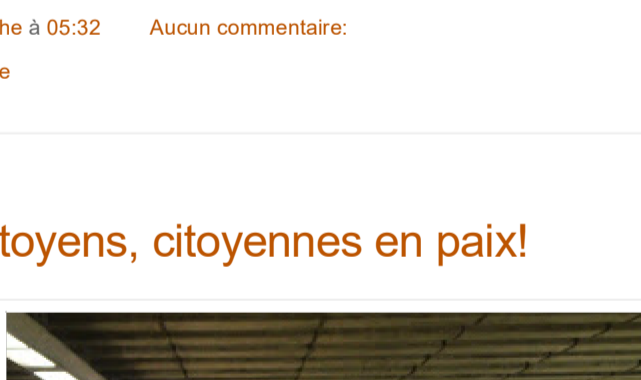 he à 05:32 Aucun commentaire:
e
toyens, citoyennes en paix!